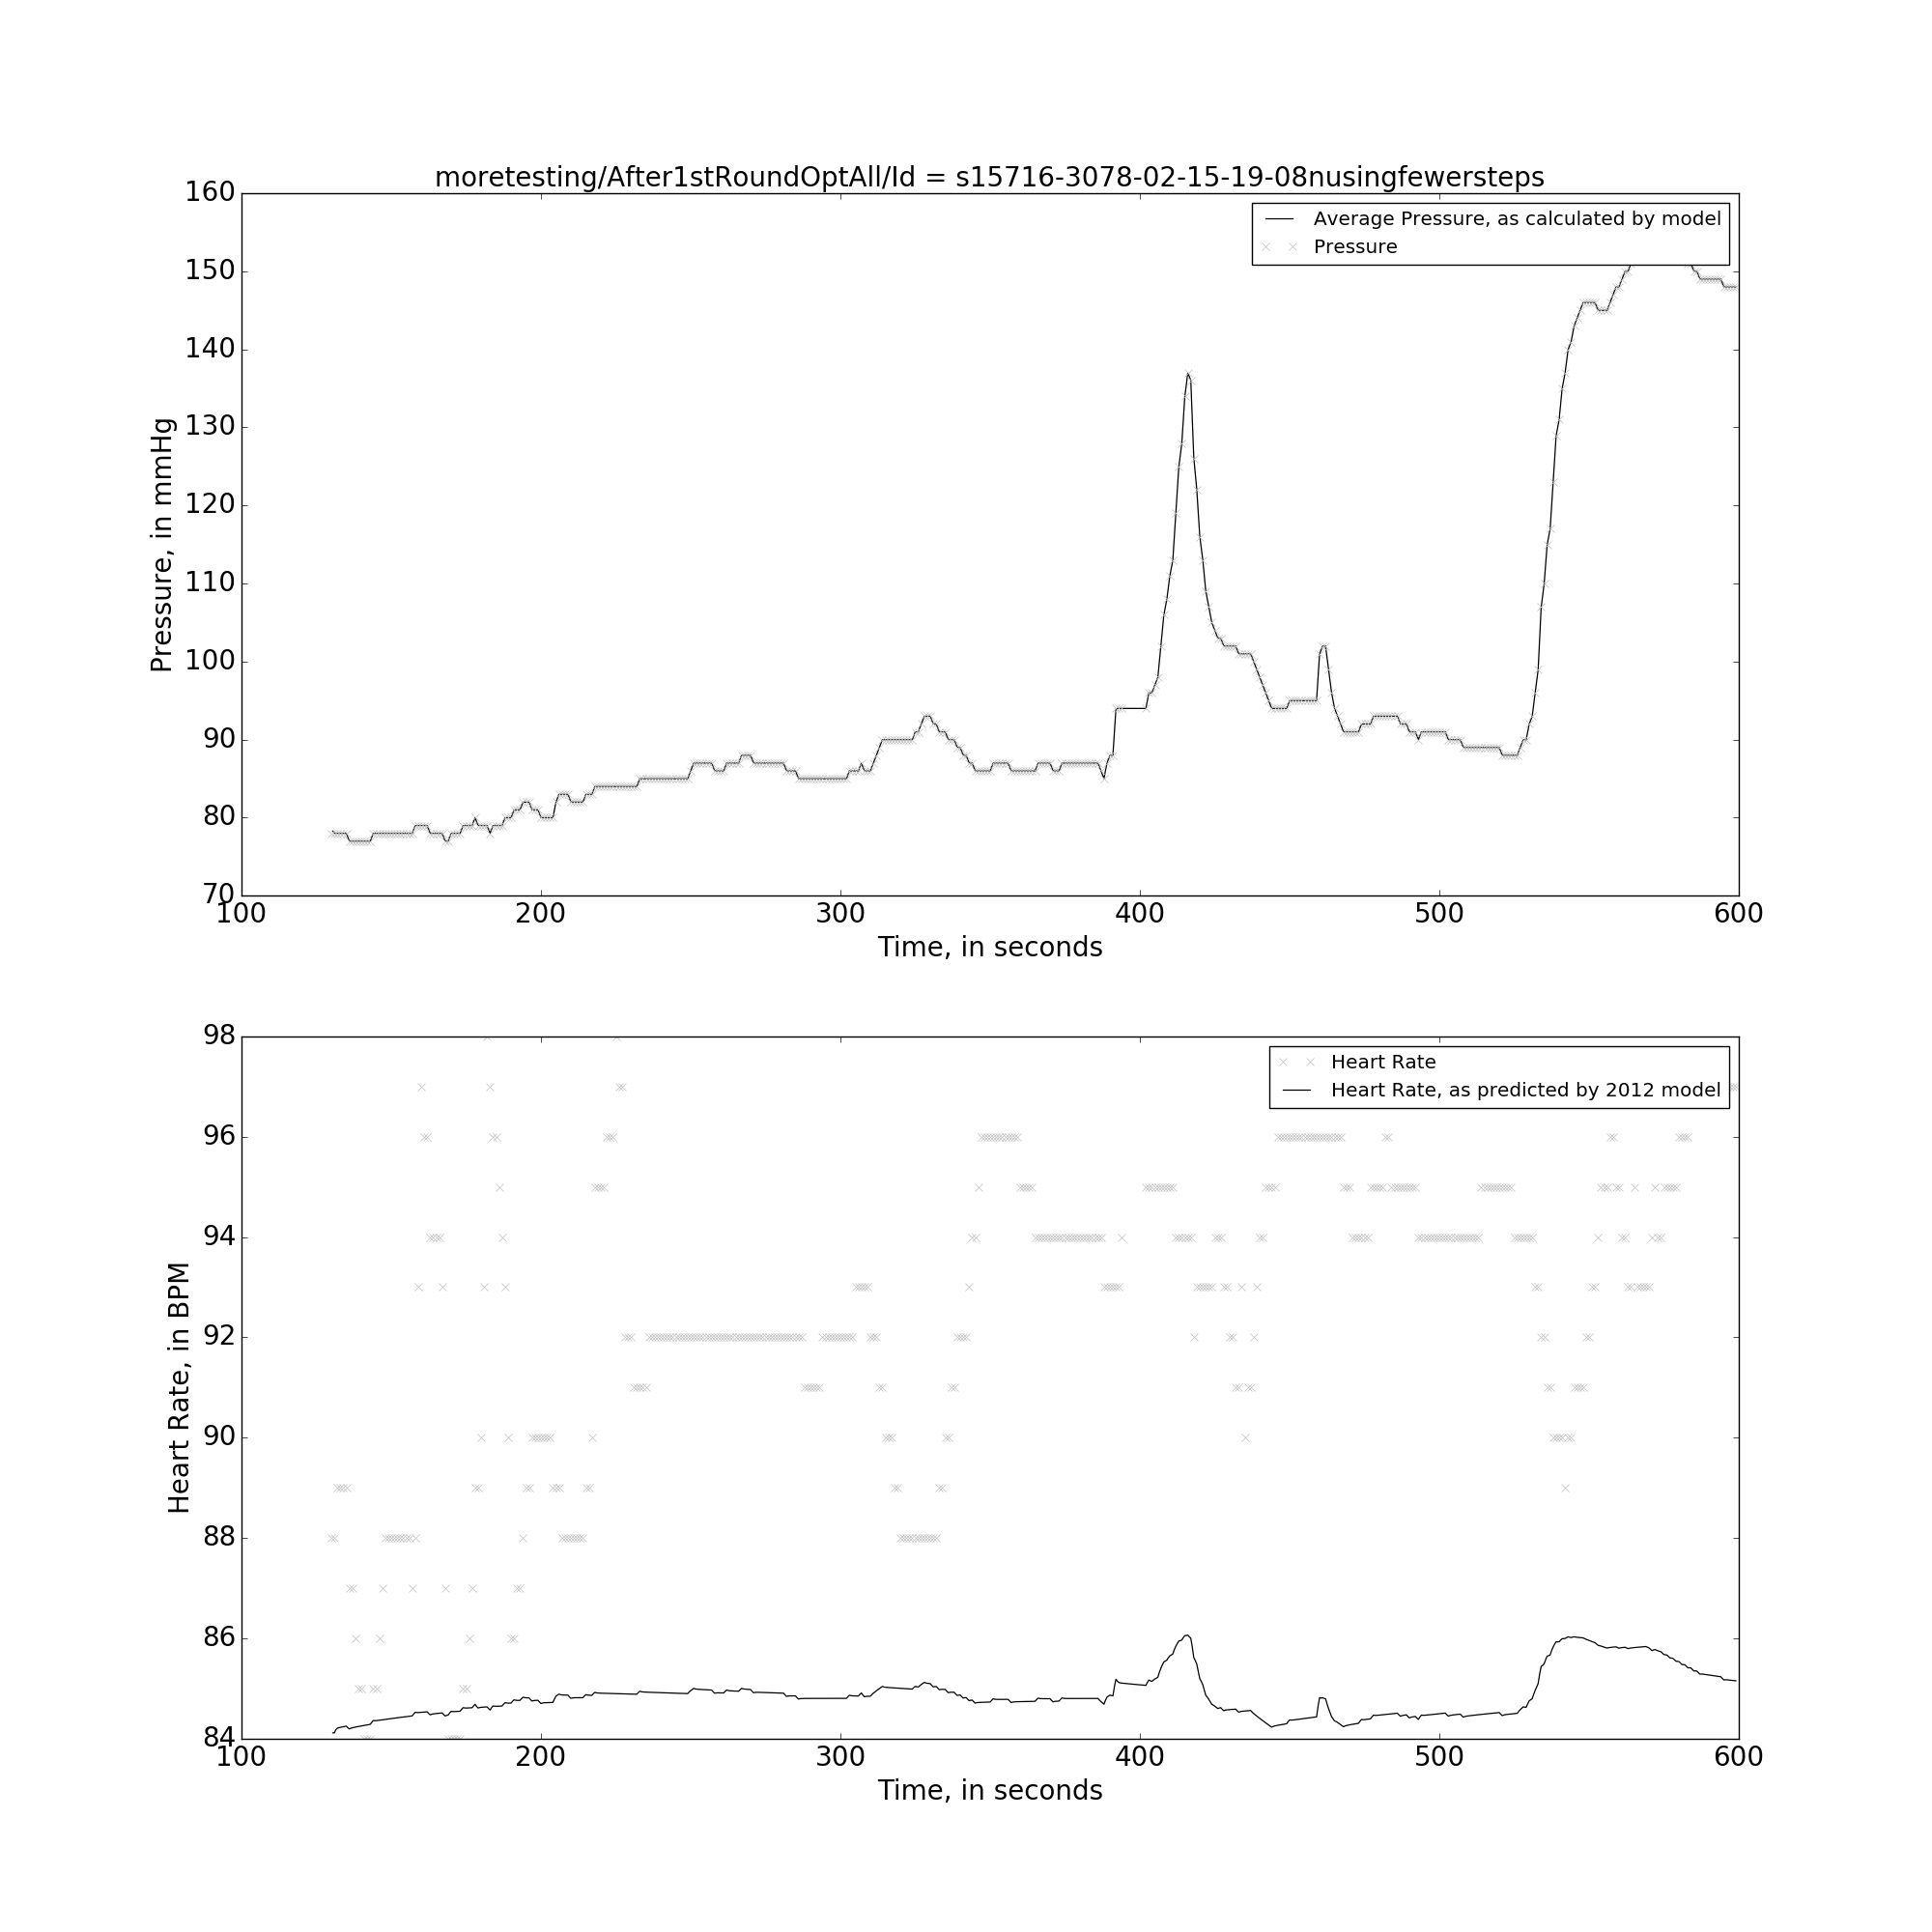 moretesting/After1stRoundOptAll/Id = s15716-3078-02-15-19-08nusingfewersteps
160
150
140
130
120
110
100
90
80
70
Pressure, in mmHg
Average Pressure, as calculated by model
Pressure
100 200 300 400 500 600
Time, in seconds
98
96
94
92
90
88
86
84
Heart Rate, in BPM
Heart Rate
Heart Rate, as predicted by 2012 model
100 200 300 400 500 600
Time, in seconds